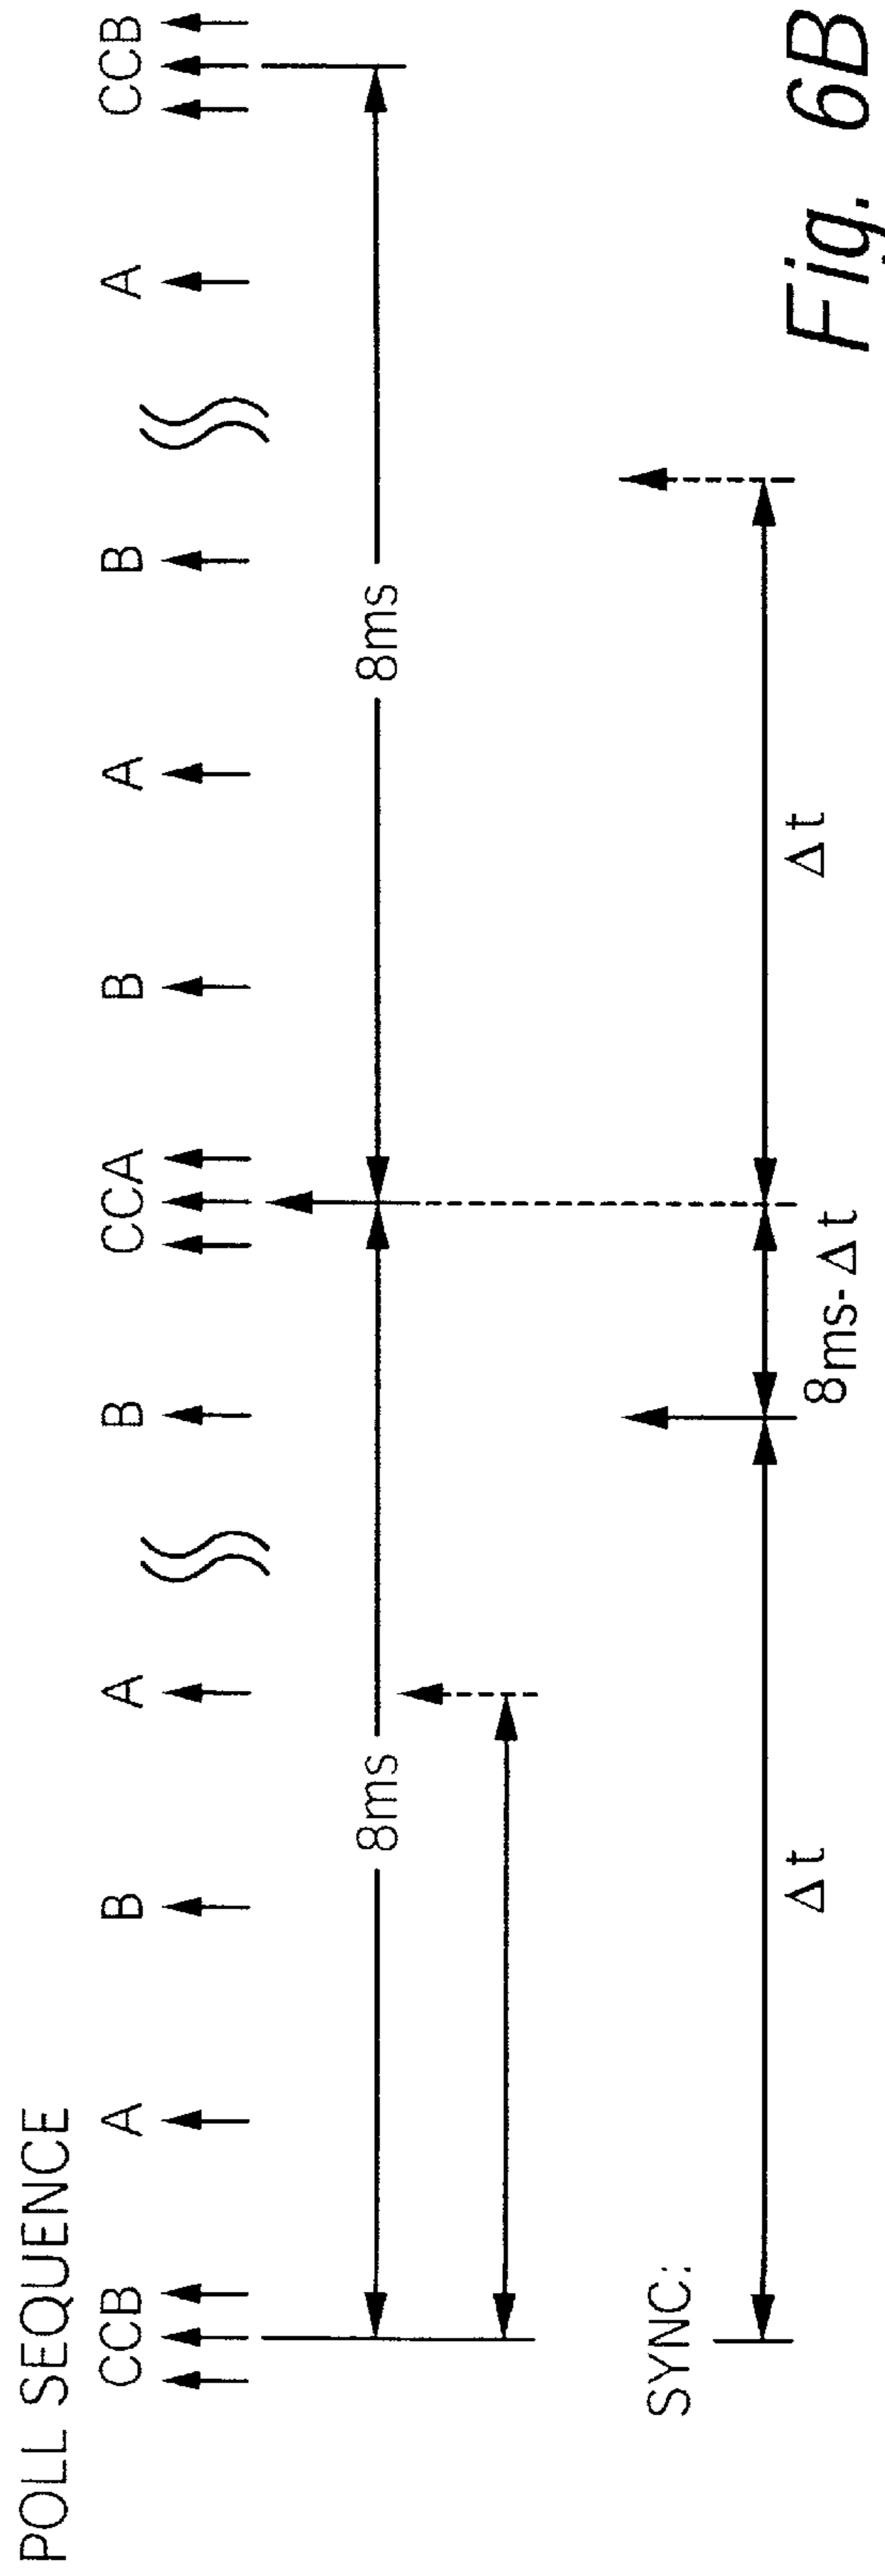 POLL SEQUENCE
CCB A B A B CCA B A B A CCB
8ms 8ms
SYNC:
Δt 8ms-Δt Δt
Fig. 6B